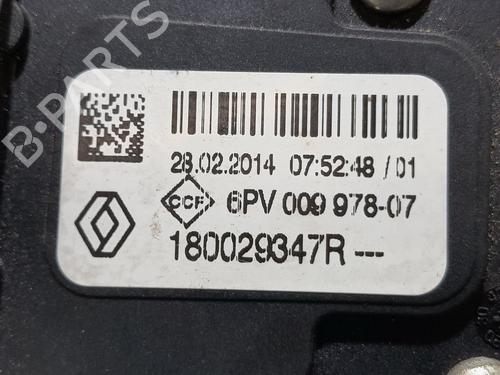 B-PARTS
28.02.2014 07:52:48 /01
CCF 6PV 009 978-07
180029347R ---